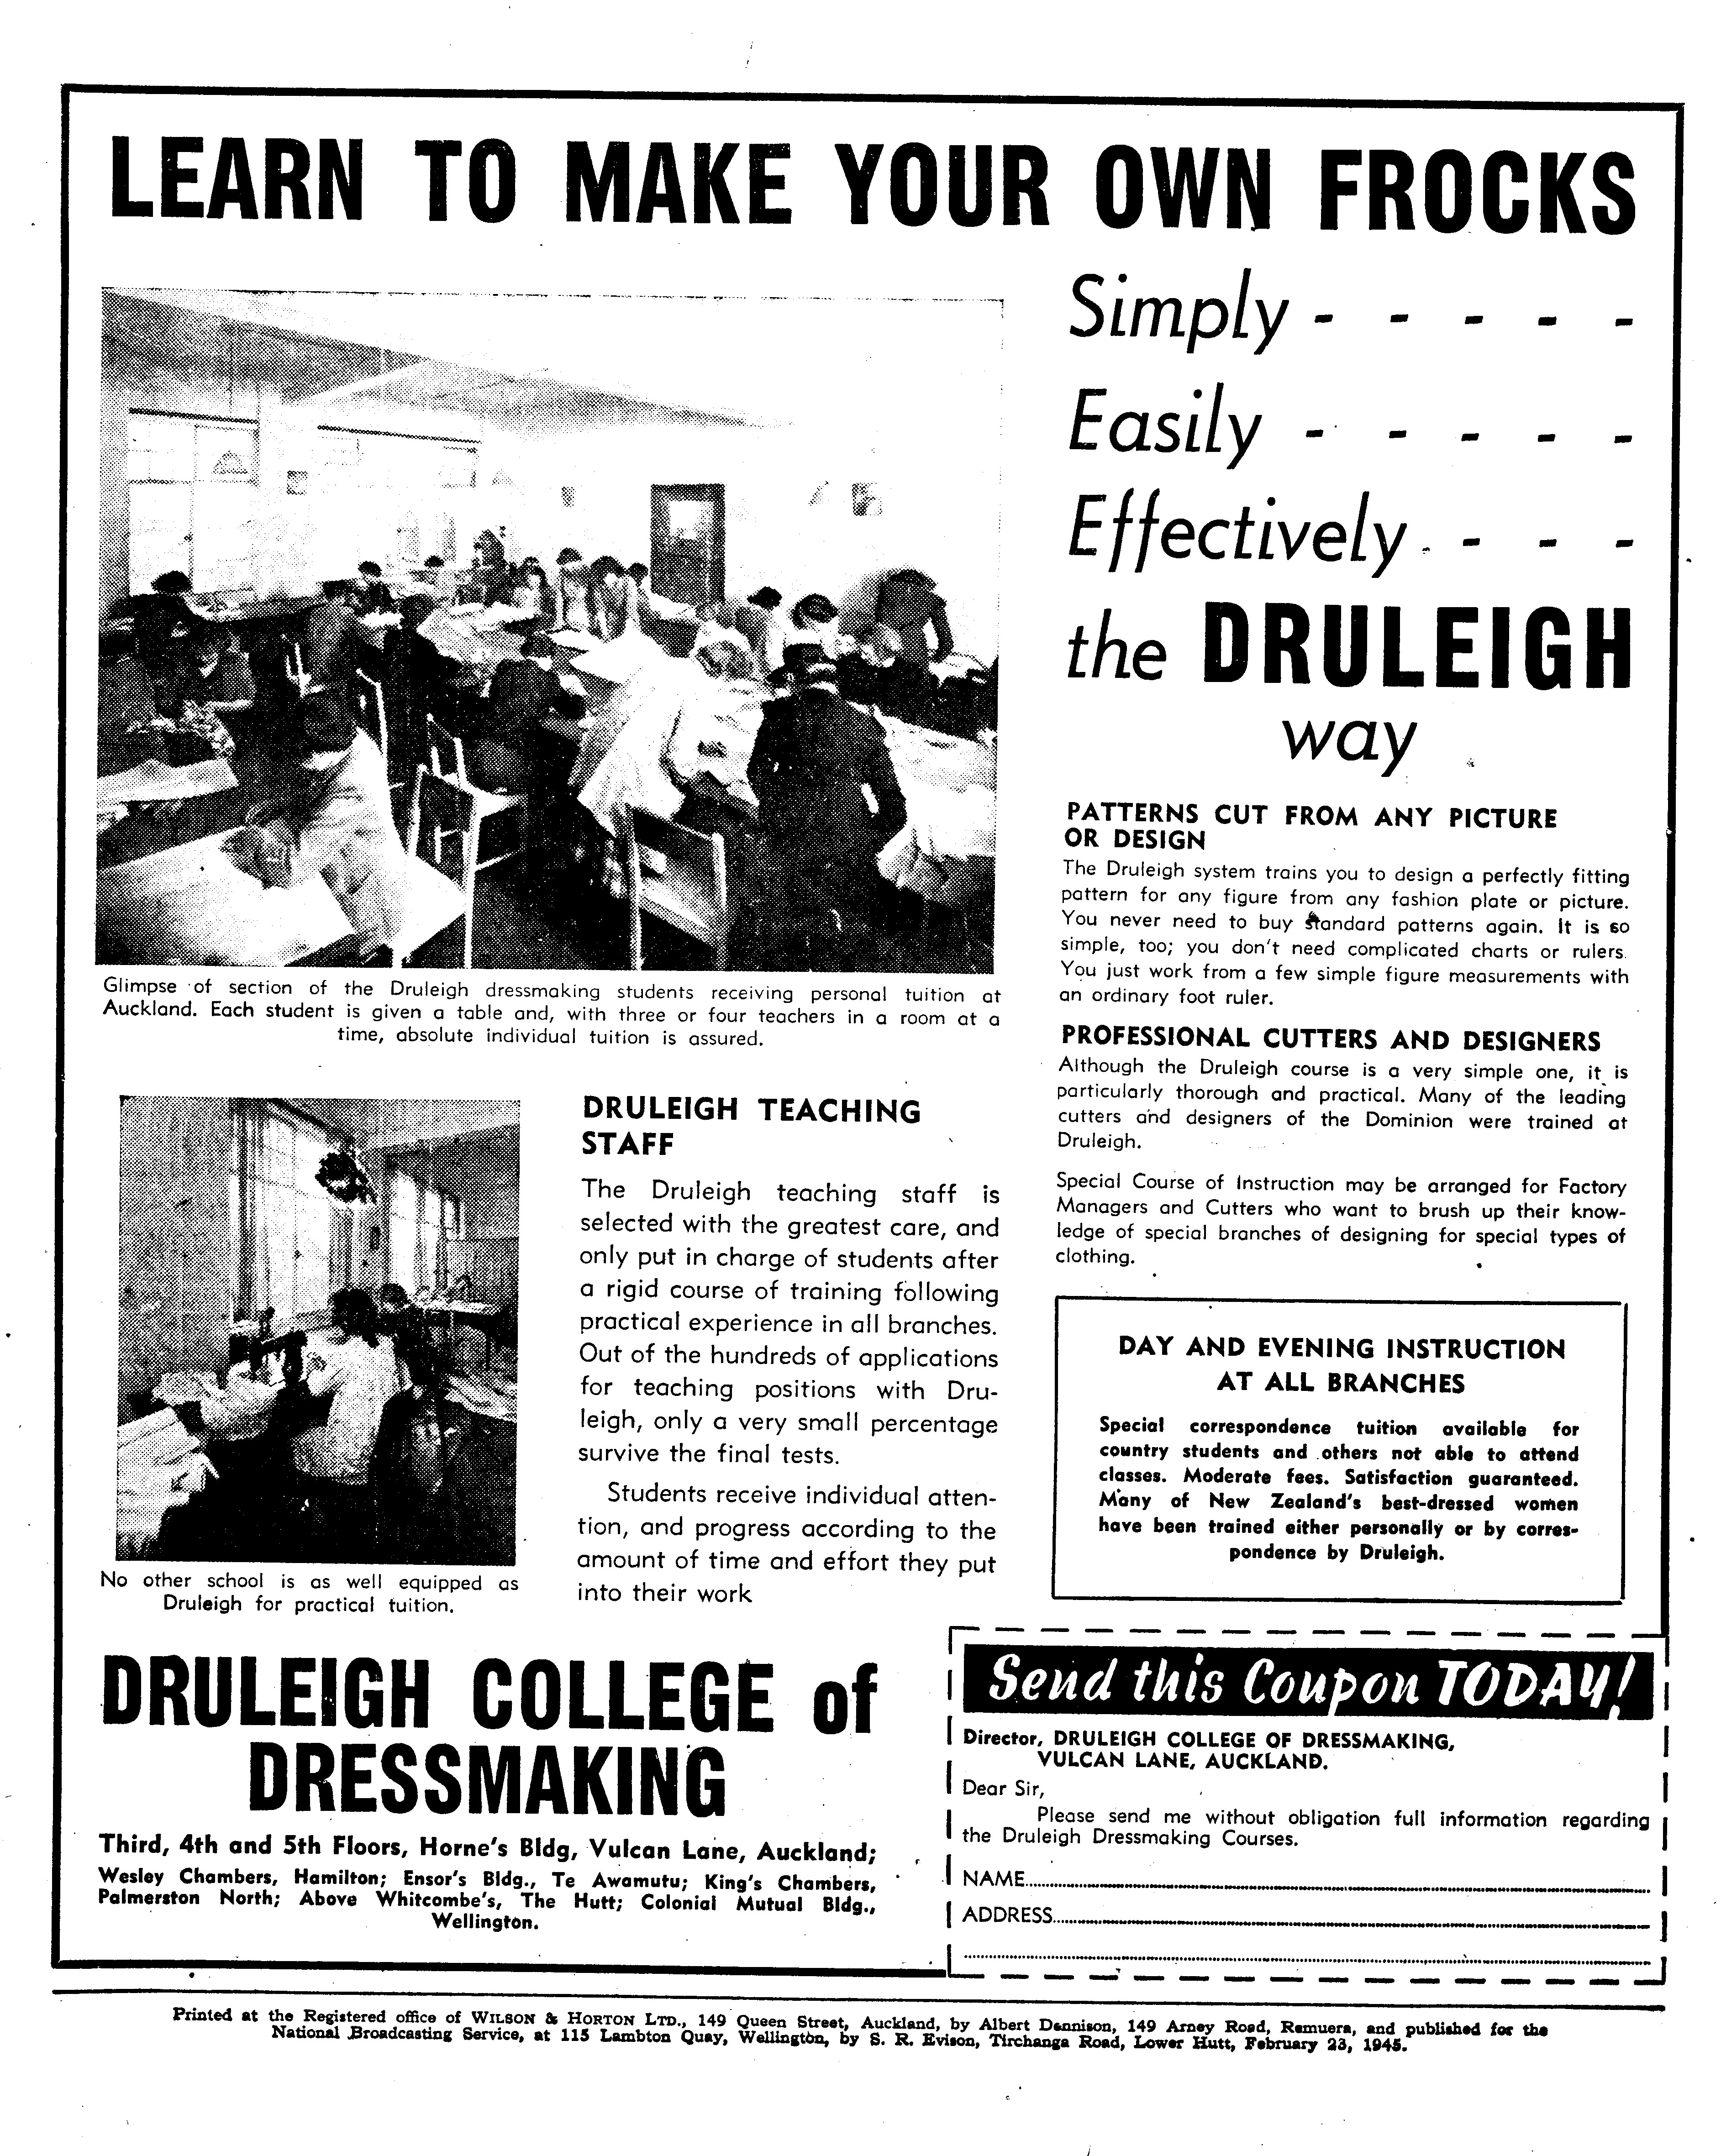 LEARN TO MAKE YOUR OWN FROCKS
Simply - - - - -
Easily - - - - -
Effectively - - - -
the DRULEIGH
way
Glimpse of section of the Druleigh dressmaking students receiving personal tuition at
Auckland. Each student is given a table and, with three or four teachers in a room at a
time, absolute individual tuition is assured.
No other school is as well equipped as
Druleigh for practical tuition.
DRULEIGH TEACHING
STAFF
The Druleigh teaching staff is
selected with the greatest care, and
only put in charge of students after
a rigid course of training following
practical experience in all branches.
Out of the hundreds of applications
for teaching positions with Dru-
leigh, only a very small percentage
survive the final tests.
Students receive individual atten-
tion, and progress according to the
amount of time and effort they put
into their work
PATTERNS CUT FROM ANY PICTURE
OR DESIGN
The Druleigh system trains you to design a perfectly fitting
pattern for any figure from any fashion plate or picture.
You never need to buy standard patterns again. It is so
simple, too; you don't need complicated charts or rulers.
You just work from a few simple figure measurements with
an ordinary foot ruler.
PROFESSIONAL CUTTERS AND DESIGNERS
Although the Druleigh course is a very simple one, it is
particularly thorough and practical. Many of the leading
cutters and designers of the Dominion were trained at
Druleigh.
Special Course of Instruction may be arranged for Factory
Managers and Cutters who want to brush up their know-
ledge of special branches of designing for special types of
clothing.
DAY AND EVENING INSTRUCTION
AT ALL BRANCHES
Special correspondence tuition available for
country students and others not able to attend
classes. Moderate fees. Satisfaction guaranteed.
Many of New Zealand's best-dressed women
have been trained either personally or by corres-
pondence by Druleigh.
DRULEIGH COLLEGE of
DRESSMAKING
Third, 4th and 5th Floors, Horne's Bldg, Vulcan Lane, Auckland;
Wesley Chambers, Hamilton; Ensor's Bldg., Te Awamutu; King's Chambers,
Palmerston North; Above Whitcombe's, The Hutt; Colonial Mutual Bldg.,
Wellington.
Send this Coupon TODAY!
Director, DRULEIGH COLLEGE OF DRESSMAKING,
VULCAN LANE, AUCKLAND.
Dear Sir,
Please send me without obligation full information regarding
the Druleigh Dressmaking Courses.
NAME
ADDRESS
Printed at the Registered office of WILSON & HORTON LTD., 149 Queen Street, Auckland, by Albert Dennison, 149 Arney Road, Remuera, and published for the
National Broadcasting Service, at 115 Lambton Quay, Wellington, by S. R. Evison, Tirohanga Road, Lower Hutt, February 23, 1945.